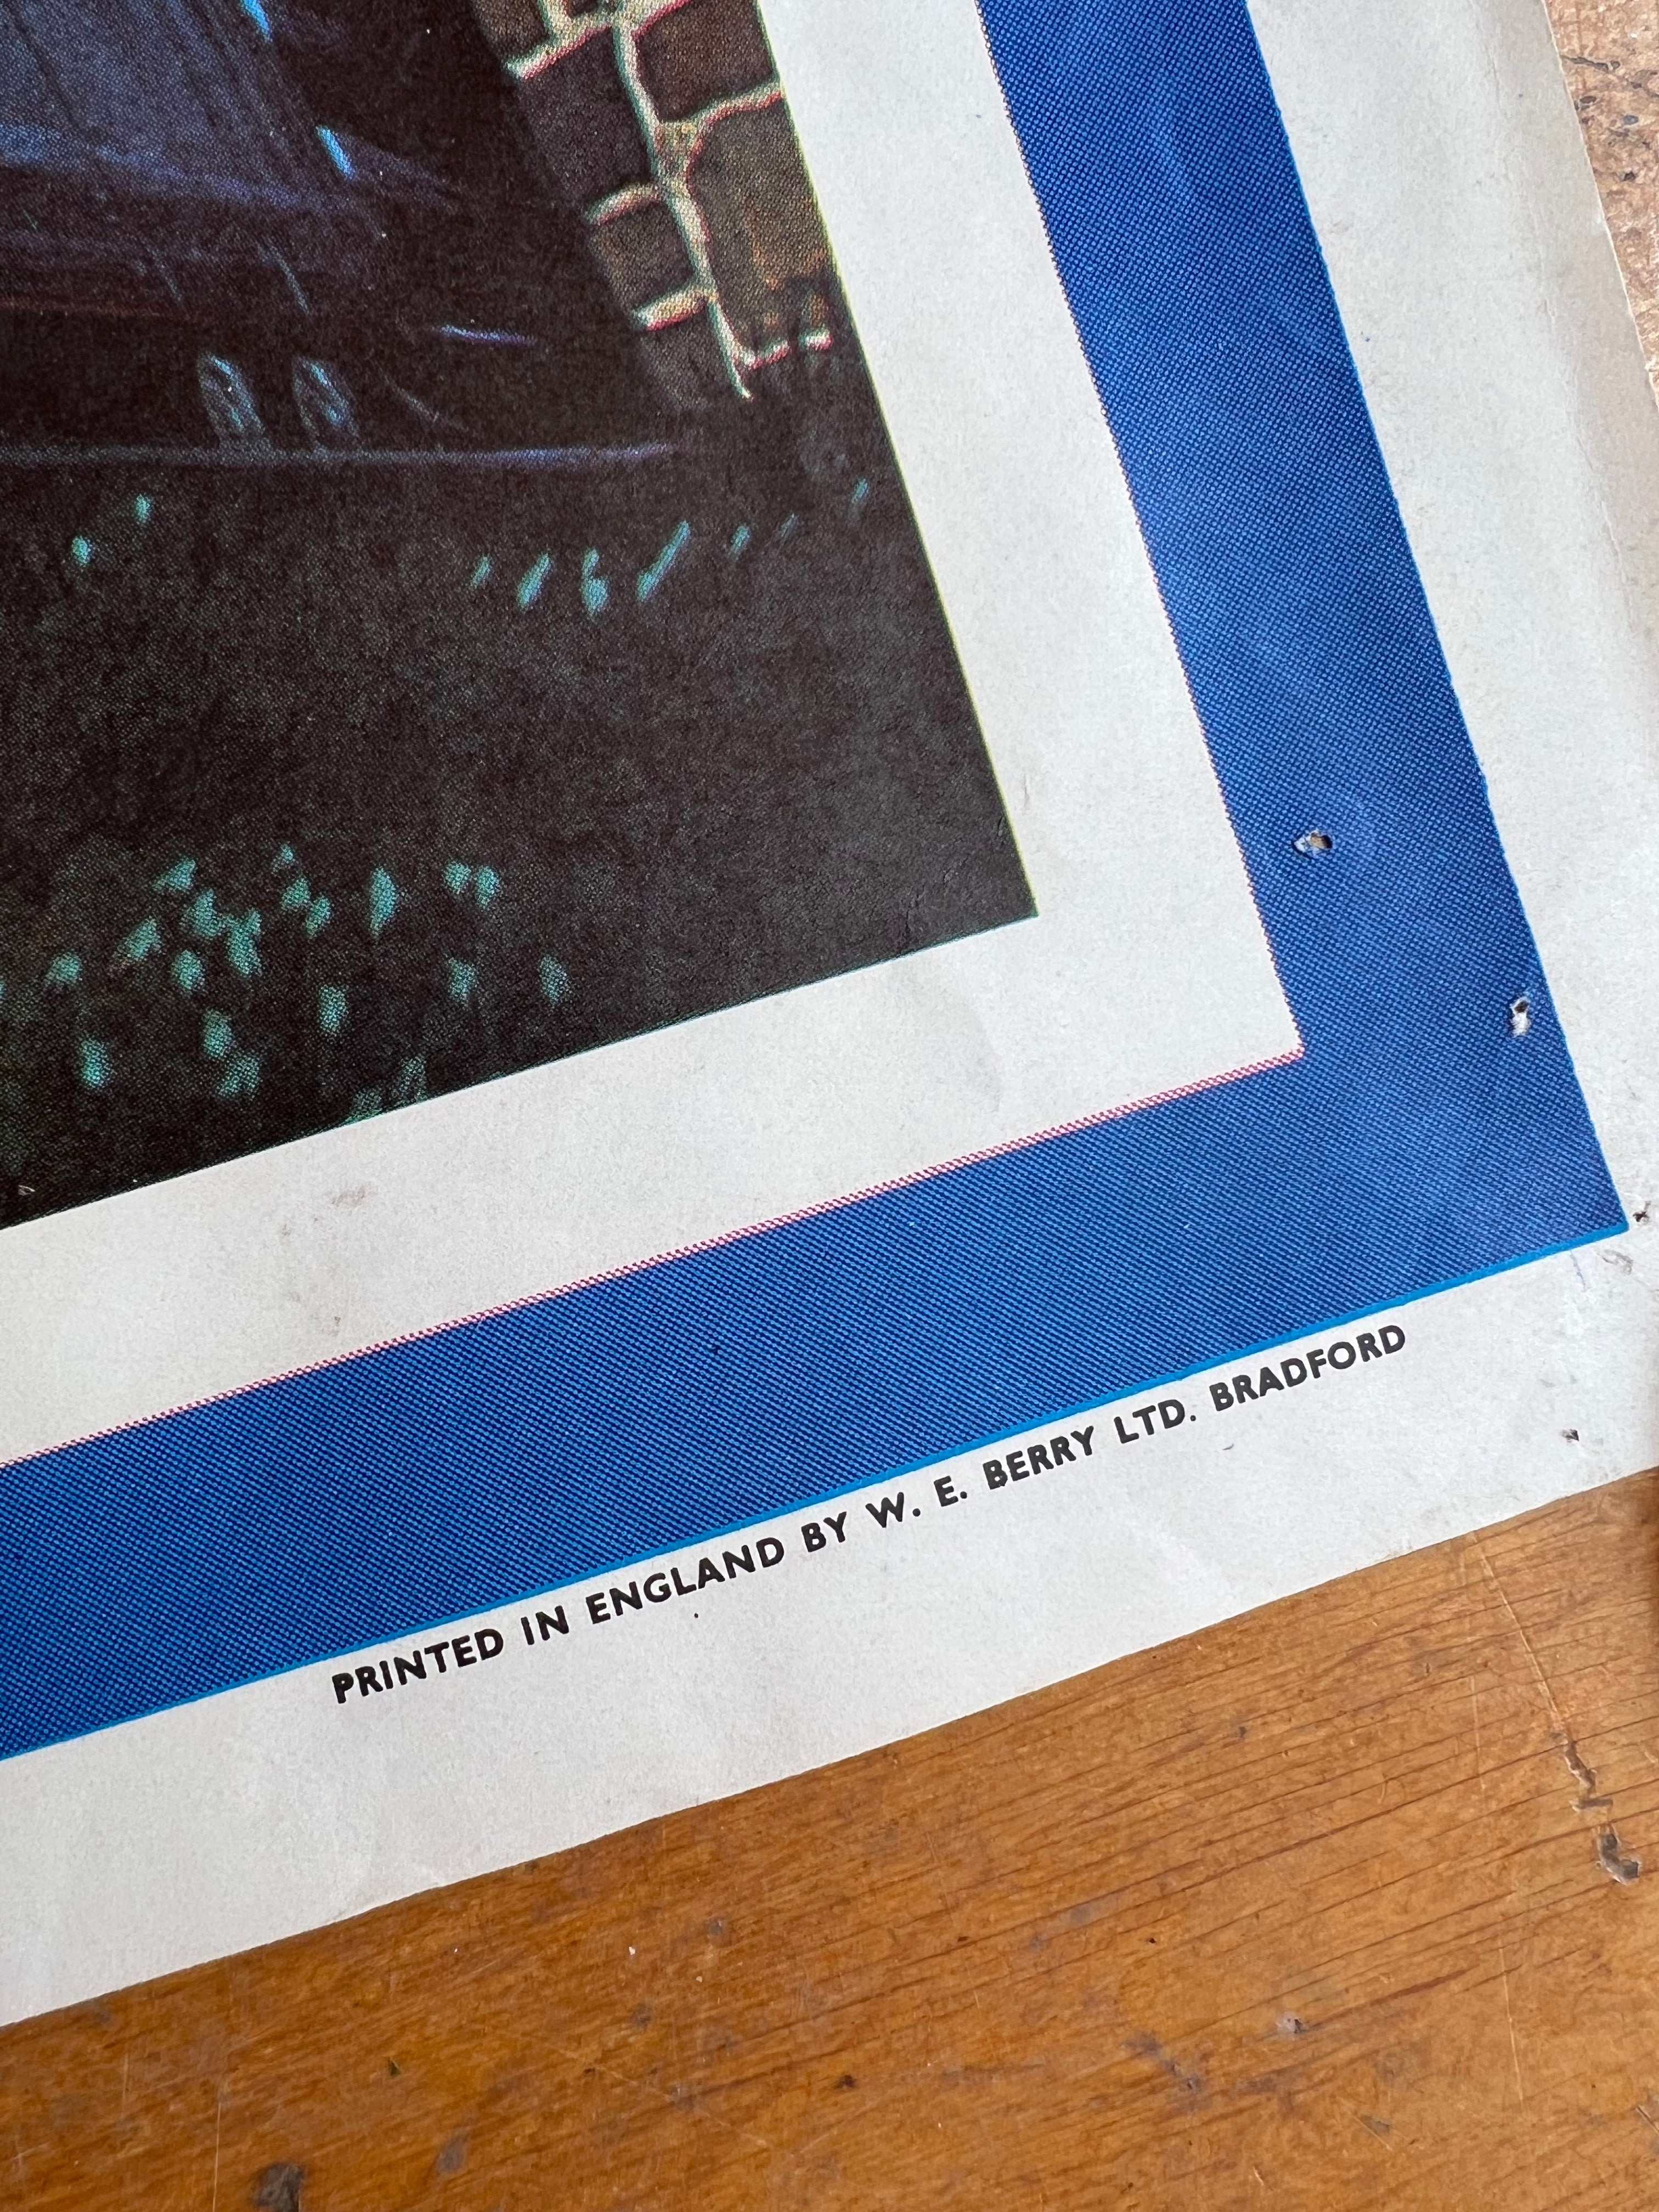 PRINTED IN ENGLAND BY W. E. BERRY LTD. BRADFORD